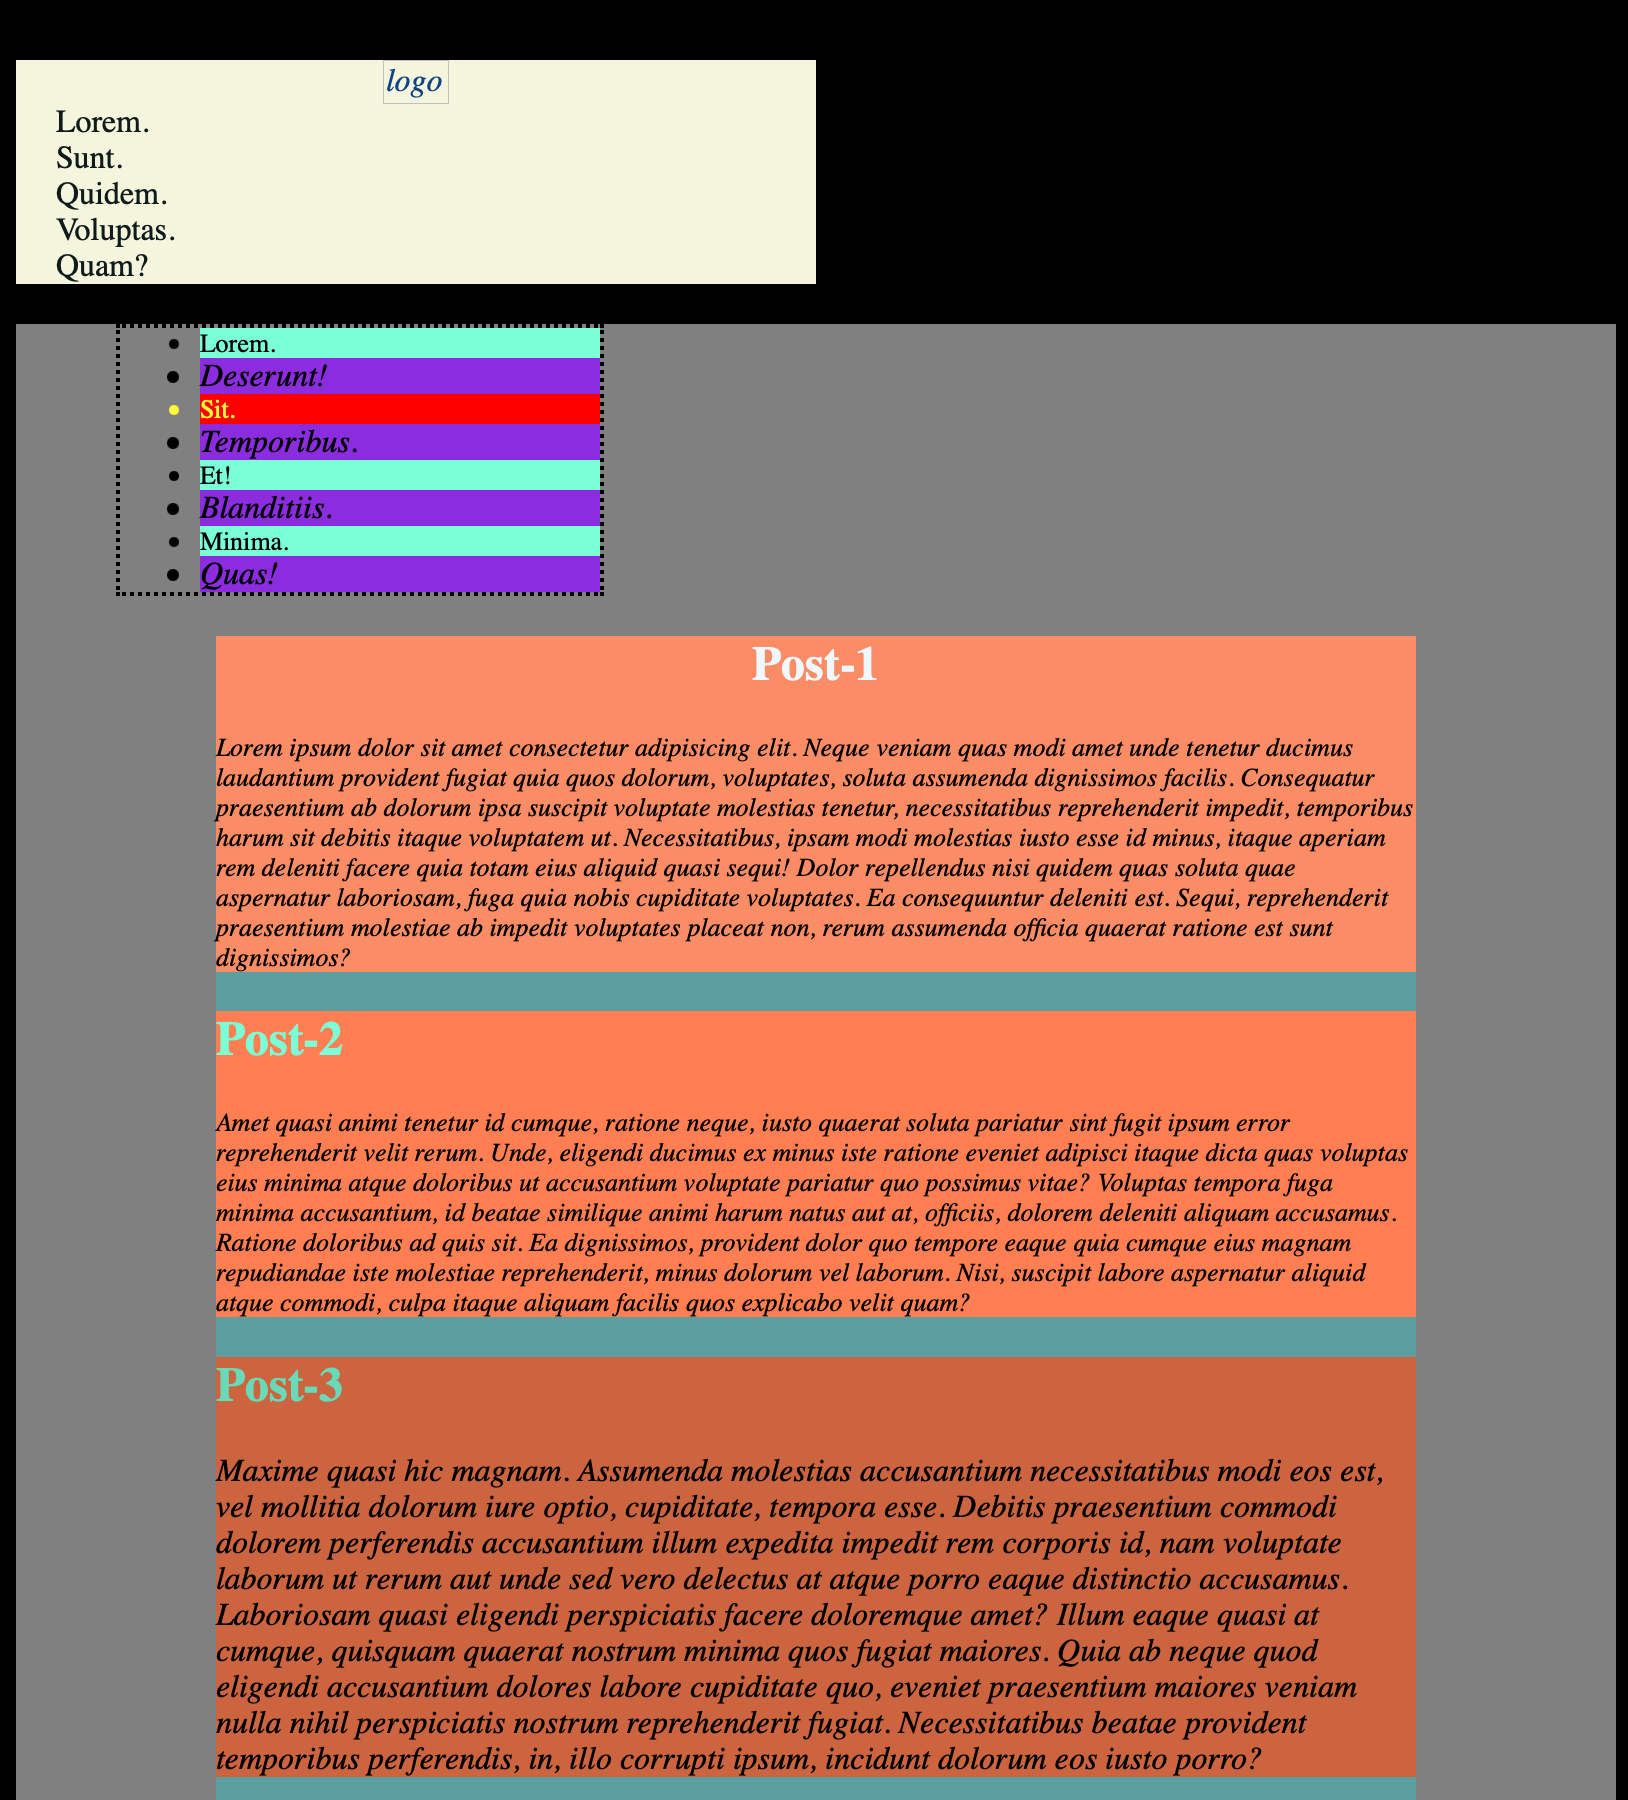 logo
Lorem.
Sunt.
Quidem.
Voluptas.
Quam?
Lorem.
Deserunt!
Sit.
Temporibus.
Et!
Blanditiis.
Minima.
Quas!
Post-1
Lorem ipsum dolor sit amet consectetur adipisicing elit. Neque veniam quas modi amet unde tenetur ducimus
laudantium provident fugiat quia quos dolorum, voluptates, soluta assumenda dignissimos facilis. Consequatur
praesentium ab dolorum ipsa suscipit voluptate molestias tenetur, necessitatibus reprehenderit impedit, temporibus
harum sit debitis itaque voluptatem ut. Necessitatibus, ipsam modi molestias iusto esse id minus, itaque aperiam
rem deleniti facere quia totam eius aliquid quasi sequi! Dolor repellendus nisi quidem quas soluta quae
aspernatur laboriosam, fuga quia nobis cupiditate voluptates. Ea consequuntur deleniti est. Sequi, reprehenderit
praesentium molestiae ab impedit voluptates placeat non, rerum assumenda officia quaerat ratione est sunt
dignissimos?
Post-2
Amet quasi animi tenetur id cumque, ratione neque, iusto quaerat soluta pariatur sint fugit ipsum error
reprehenderit velit rerum. Unde, eligendi ducimus ex minus iste ratione eveniet adipisci itaque dicta quas voluptas
eius minima atque doloribus ut accusantium voluptate pariatur quo possimus vitae? Voluptas tempora fuga
minima accusantium, id beatae similique animi harum natus aut at, officiis, dolorem deleniti aliquam accusamus.
Ratione doloribus ad quis sit. Ea dignissimos, provident dolor quo tempore eaque quia cumque eius magnam
repudiandae iste molestiae reprehenderit, minus dolorum vel laborum. Nisi, suscipit labore aspernatur aliquid
atque commodi, culpa itaque aliquam facilis quos explicabo velit quam?
Post-3
Maxime quasi hic magnam. Assumenda molestias accusantium necessitatibus modi eos est,
vel mollitia dolorum iure optio, cupiditate, tempora esse. Debitis praesentium commodi
dolorem perferendis accusantium illum expedita impedit rem corporis id, nam voluptate
laborum ut rerum aut unde sed vero delectus at atque porro eaque distinctio accusamus.
Laboriosam quasi eligendi perspiciatis facere doloremque amet? Illum eaque quasi at
cumque, quisquam quaerat nostrum minima quos fugiat maiores. Quia ab neque quod
eligendi accusantium dolores labore cupiditate quo, eveniet praesentium maiores veniam
nulla nihil perspiciatis nostrum reprehenderit fugiat. Necessitatibus beatae provident
temporibus perferendis, in, illo corrupti ipsum, incidunt dolorum eos iusto porro?